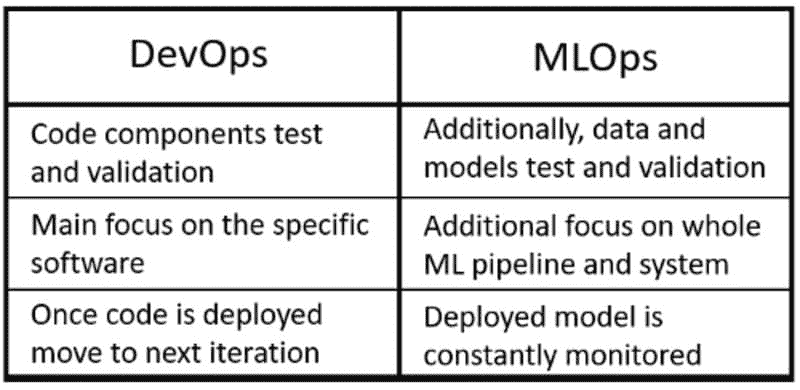 DevOps
MLOps
Code components test
and validation
Additionally, data and
models test and validation
Main focus on the specific
software
Additional focus on whole
ML pipeline and system
Once code is deployed
move to next iteration
Deployed model is
constantly monitored